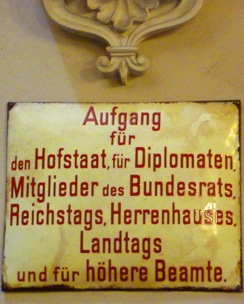 Aufgang
für
den Hofstaat, für Diplomaten,
Mitglieder des Bundesrats,
Reichstags, Herrenhauses,
Landtags
und für höhere Beamte.